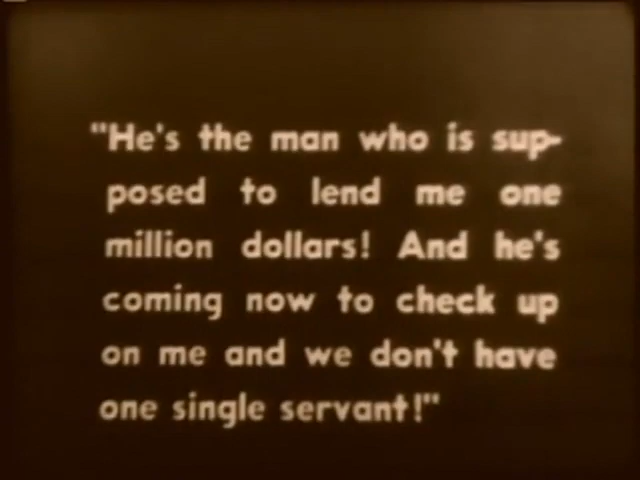 "He's the man who is sup-
posed to lend me one
million dollars! And he's
coming now to check up
on me and we don't have
one single servant!"